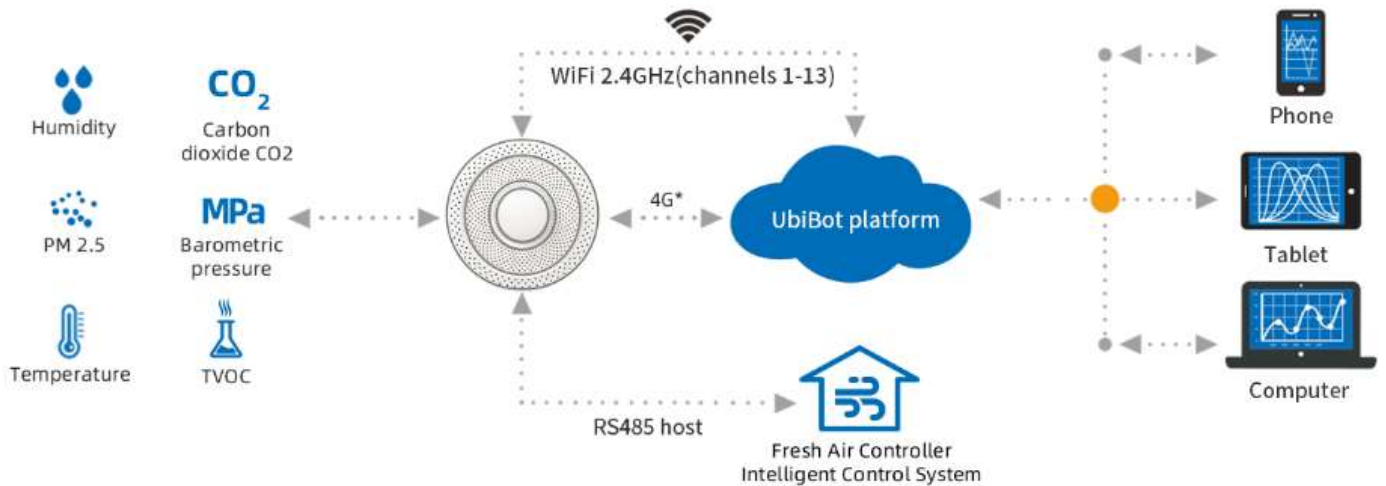 WiFi 2.4GHz(channels 1-13)
Humidity
CO2
Carbon
dioxide CO2
PM 2.5
MPa
Barometric
pressure
Temperature
TVOC
4G*
UbiBot platform
RS485 host
Fresh Air Controller
Intelligent Control System
Phone
Tablet
Computer